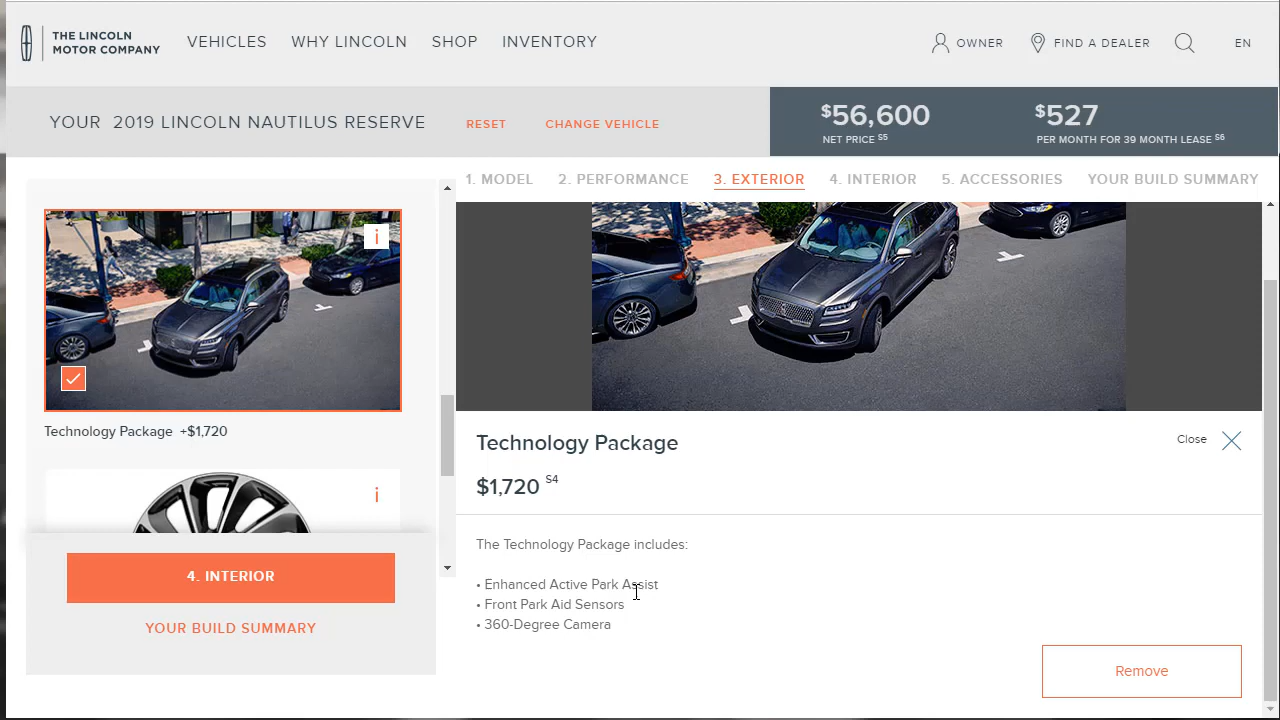 THE LINCOLN
MOTOR COMPANY
VEHICLES WHY LINCOLN SHOP INVENTORY
OWNER FIND A DEALER EN
YOUR 2019 LINCOLN NAUTILUS RESERVE RESET CHANGE VEHICLE
$56,600
NET PRICE S5
$527
PER MONTH FOR 39 MONTH LEASE S6
1. MODEL 2. PERFORMANCE 3. EXTERIOR 4. INTERIOR 5. ACCESSORIES YOUR BUILD SUMMARY
i
Technology Package +$1,720
i
4. INTERIOR
YOUR BUILD SUMMARY
Technology Package
Close
$1,720 S4
The Technology Package includes:
• Enhanced Active Park Assist
• Front Park Aid Sensors
• 360-Degree Camera
Remove